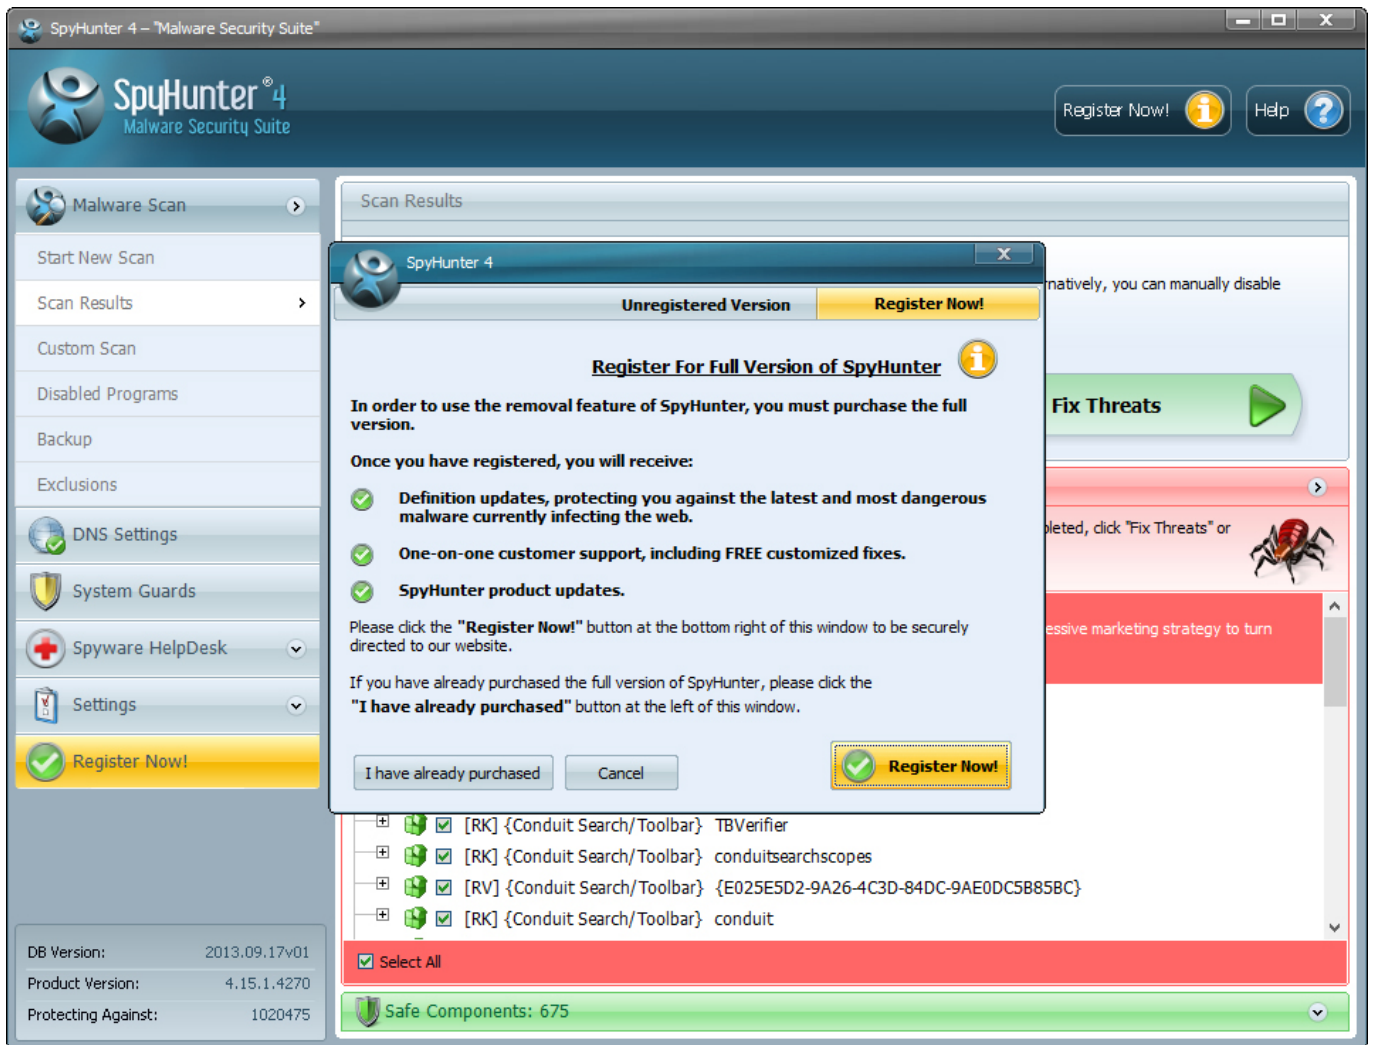 SpyHunter 4 – "Malware Security Suite"
SpyHunter®4
Malware Security Suite
Register Now!
Help
Malware Scan
Start New Scan
Scan Results
Custom Scan
Disabled Programs
Backup
Exclusions
DNS Settings
System Guards
Spyware HelpDesk
Settings
Register Now!
DB Version: 2013.09.17v01
Product Version: 4.15.1.4270
Protecting Against: 1020475
Scan Results
natively, you can manually disable
Fix Threats
leted, click "Fix Threats" or
essive marketing strategy to turn
SpyHunter 4
Unregistered Version
Register Now!
Register For Full Version of SpyHunter
In order to use the removal feature of SpyHunter, you must purchase the full
version.
Once you have registered, you will receive:
Definition updates, protecting you against the latest and most dangerous
malware currently infecting the web.
One-on-one customer support, including FREE customized fixes.
SpyHunter product updates.
Please click the "Register Now!" button at the bottom right of this window to be securely
directed to our website.
If you have already purchased the full version of SpyHunter, please click the
"I have already purchased" button at the left of this window.
I have already purchased
Cancel
Register Now!
[RK] {Conduit Search/Toolbar} TBVerifier
[RK] {Conduit Search/Toolbar} conduitsearchscopes
[RV] {Conduit Search/Toolbar} {E025E5D2-9A26-4C3D-84DC-9AE0DC5B85BC}
[RK] {Conduit Search/Toolbar} conduit
Select All
Safe Components: 675